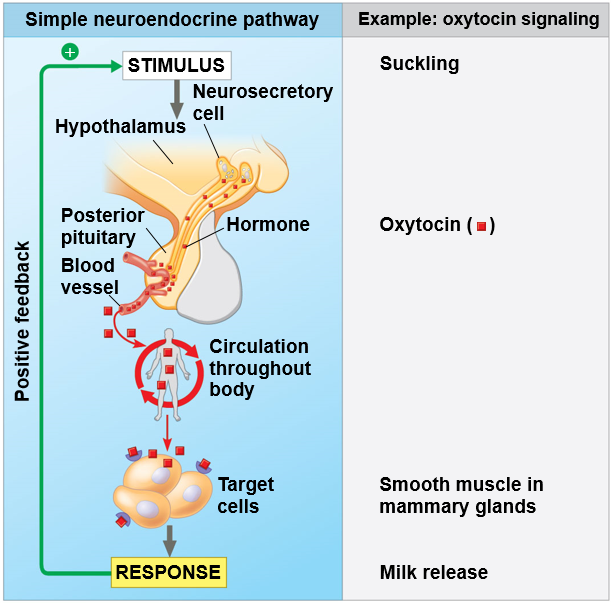 Simple neuroendocrine pathway
Example: oxytocin signaling
+
STIMULUS
Suckling
Neurosecretory
cell
Hypothalamus
Posterior
pituitary
Hormone
Oxytocin ( )
Blood
vessel
Positive feedback
Circulation
throughout
body
Target
cells
Smooth muscle in
mammary glands
RESPONSE
Milk release